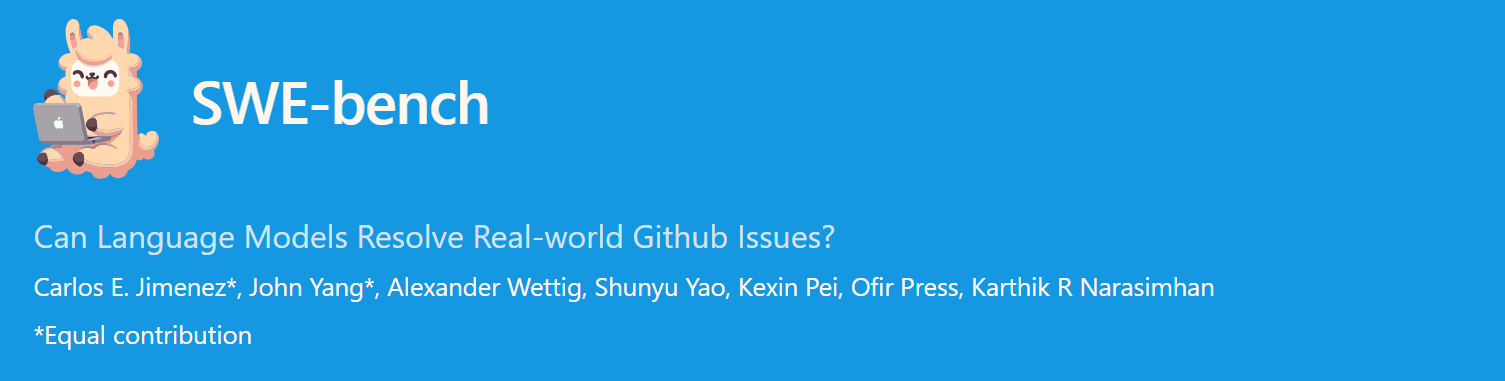 SWE-bench
Can Language Models Resolve Real-world Github Issues?
Carlos E. Jimenez*, John Yang*, Alexander Wettig, Shunyu Yao, Kexin Pei, Ofir Press, Karthik R Narasimhan
*Equal contribution